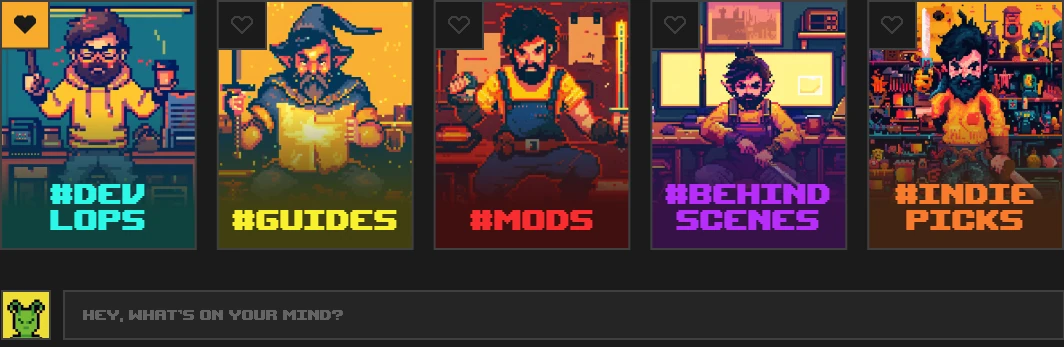 #DEV
LOPS
#GUIDES
#MODS
#BEHIND
SCENES
#INDIE
PICKS
HEY, WHAT'S ON YOUR MIND?